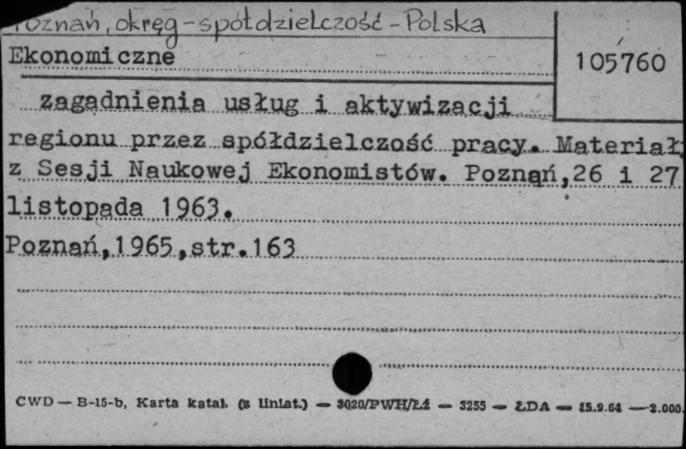 Poznań, okręg - spółdzielczość - Polska
Ekonomiczne
105760
zagadnienia usług i aktywizacji
regionu przez spółdzielczość pracy. Materiał
z Sesji Naukowej Ekonomistów. Poznań,26 i 27
listopada 1963.
Poznań,1965,str.163
CWD — B-15-b, Karta katal. (z liniat.) — 3020/PWH/Łź — 3255 — ŁDA — 15.9.64 — 2.000.